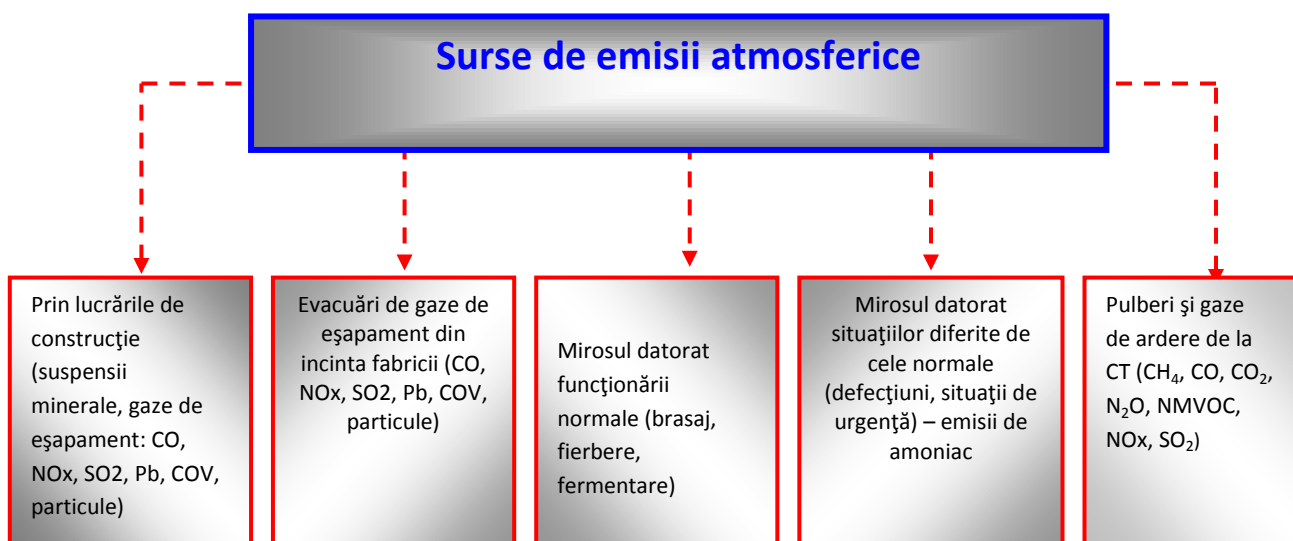 Surse de emisii atmosferice
Prin lucrările de
construcţie
(suspensii
minerale, gaze de
eşapament: CO,
NOx, SO2, Pb, COV,
particule)
Evacuări de gaze de
eşapament din
incinta fabricii (CO,
NOx, SO2, Pb, COV,
particule)
Mirosul datorat
funcţionării
normale (brasaj,
fierbere,
fermentare)
Mirosul datorat
situaţiilor diferite de
cele normale
(defecţiuni, situaţii de
urgenţă) – emisii de
amoniac
Pulberi şi gaze
de ardere de la
CT (CH₄, CO, CO₂,
N₂O, NMVOC,
NOx, SO₂)